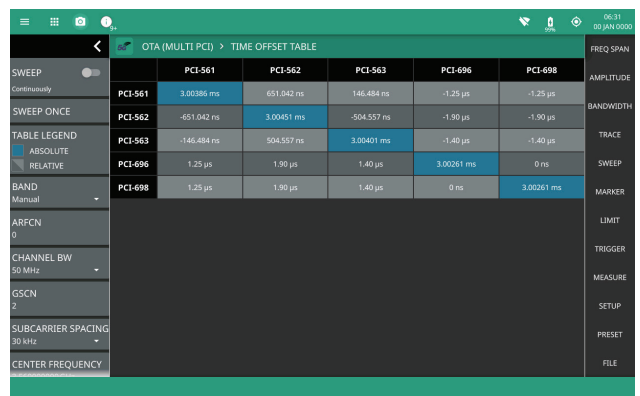 9+
99%
06:31
00 JAN 0000
5G OTA (MULTI PCI) > TIME OFFSET TABLE
SWEEP
Continuously
SWEEP ONCE
TABLE LEGEND
ABSOLUTE
RELATIVE
BAND
Manual
ARFCN
0
CHANNEL BW
50 MHz
GSCN
2
SUBCARRIER SPACING
30 kHz
CENTER FREQUENCY
PCI-561 PCI-562 PCI-563 PCI-696 PCI-698
PCI-561 3.00386 ms 651.042 ns 146.484 ns -1.25 µs -1.25 µs
PCI-562 -651.042 ns 3.00451 ms -504.557 ns -1.90 µs -1.90 µs
PCI-563 -146.484 ns 504.557 ns 3.00401 ms -1.40 µs -1.40 µs
PCI-696 1.25 µs 1.90 µs 1.40 µs 3.00261 ms 0 ns
PCI-698 1.25 µs 1.90 µs 1.40 µs 0 ns 3.00261 ms
FREQ SPAN
AMPLITUDE
BANDWIDTH
TRACE
SWEEP
MARKER
LIMIT
TRIGGER
MEASURE
SETUP
PRESET
FILE